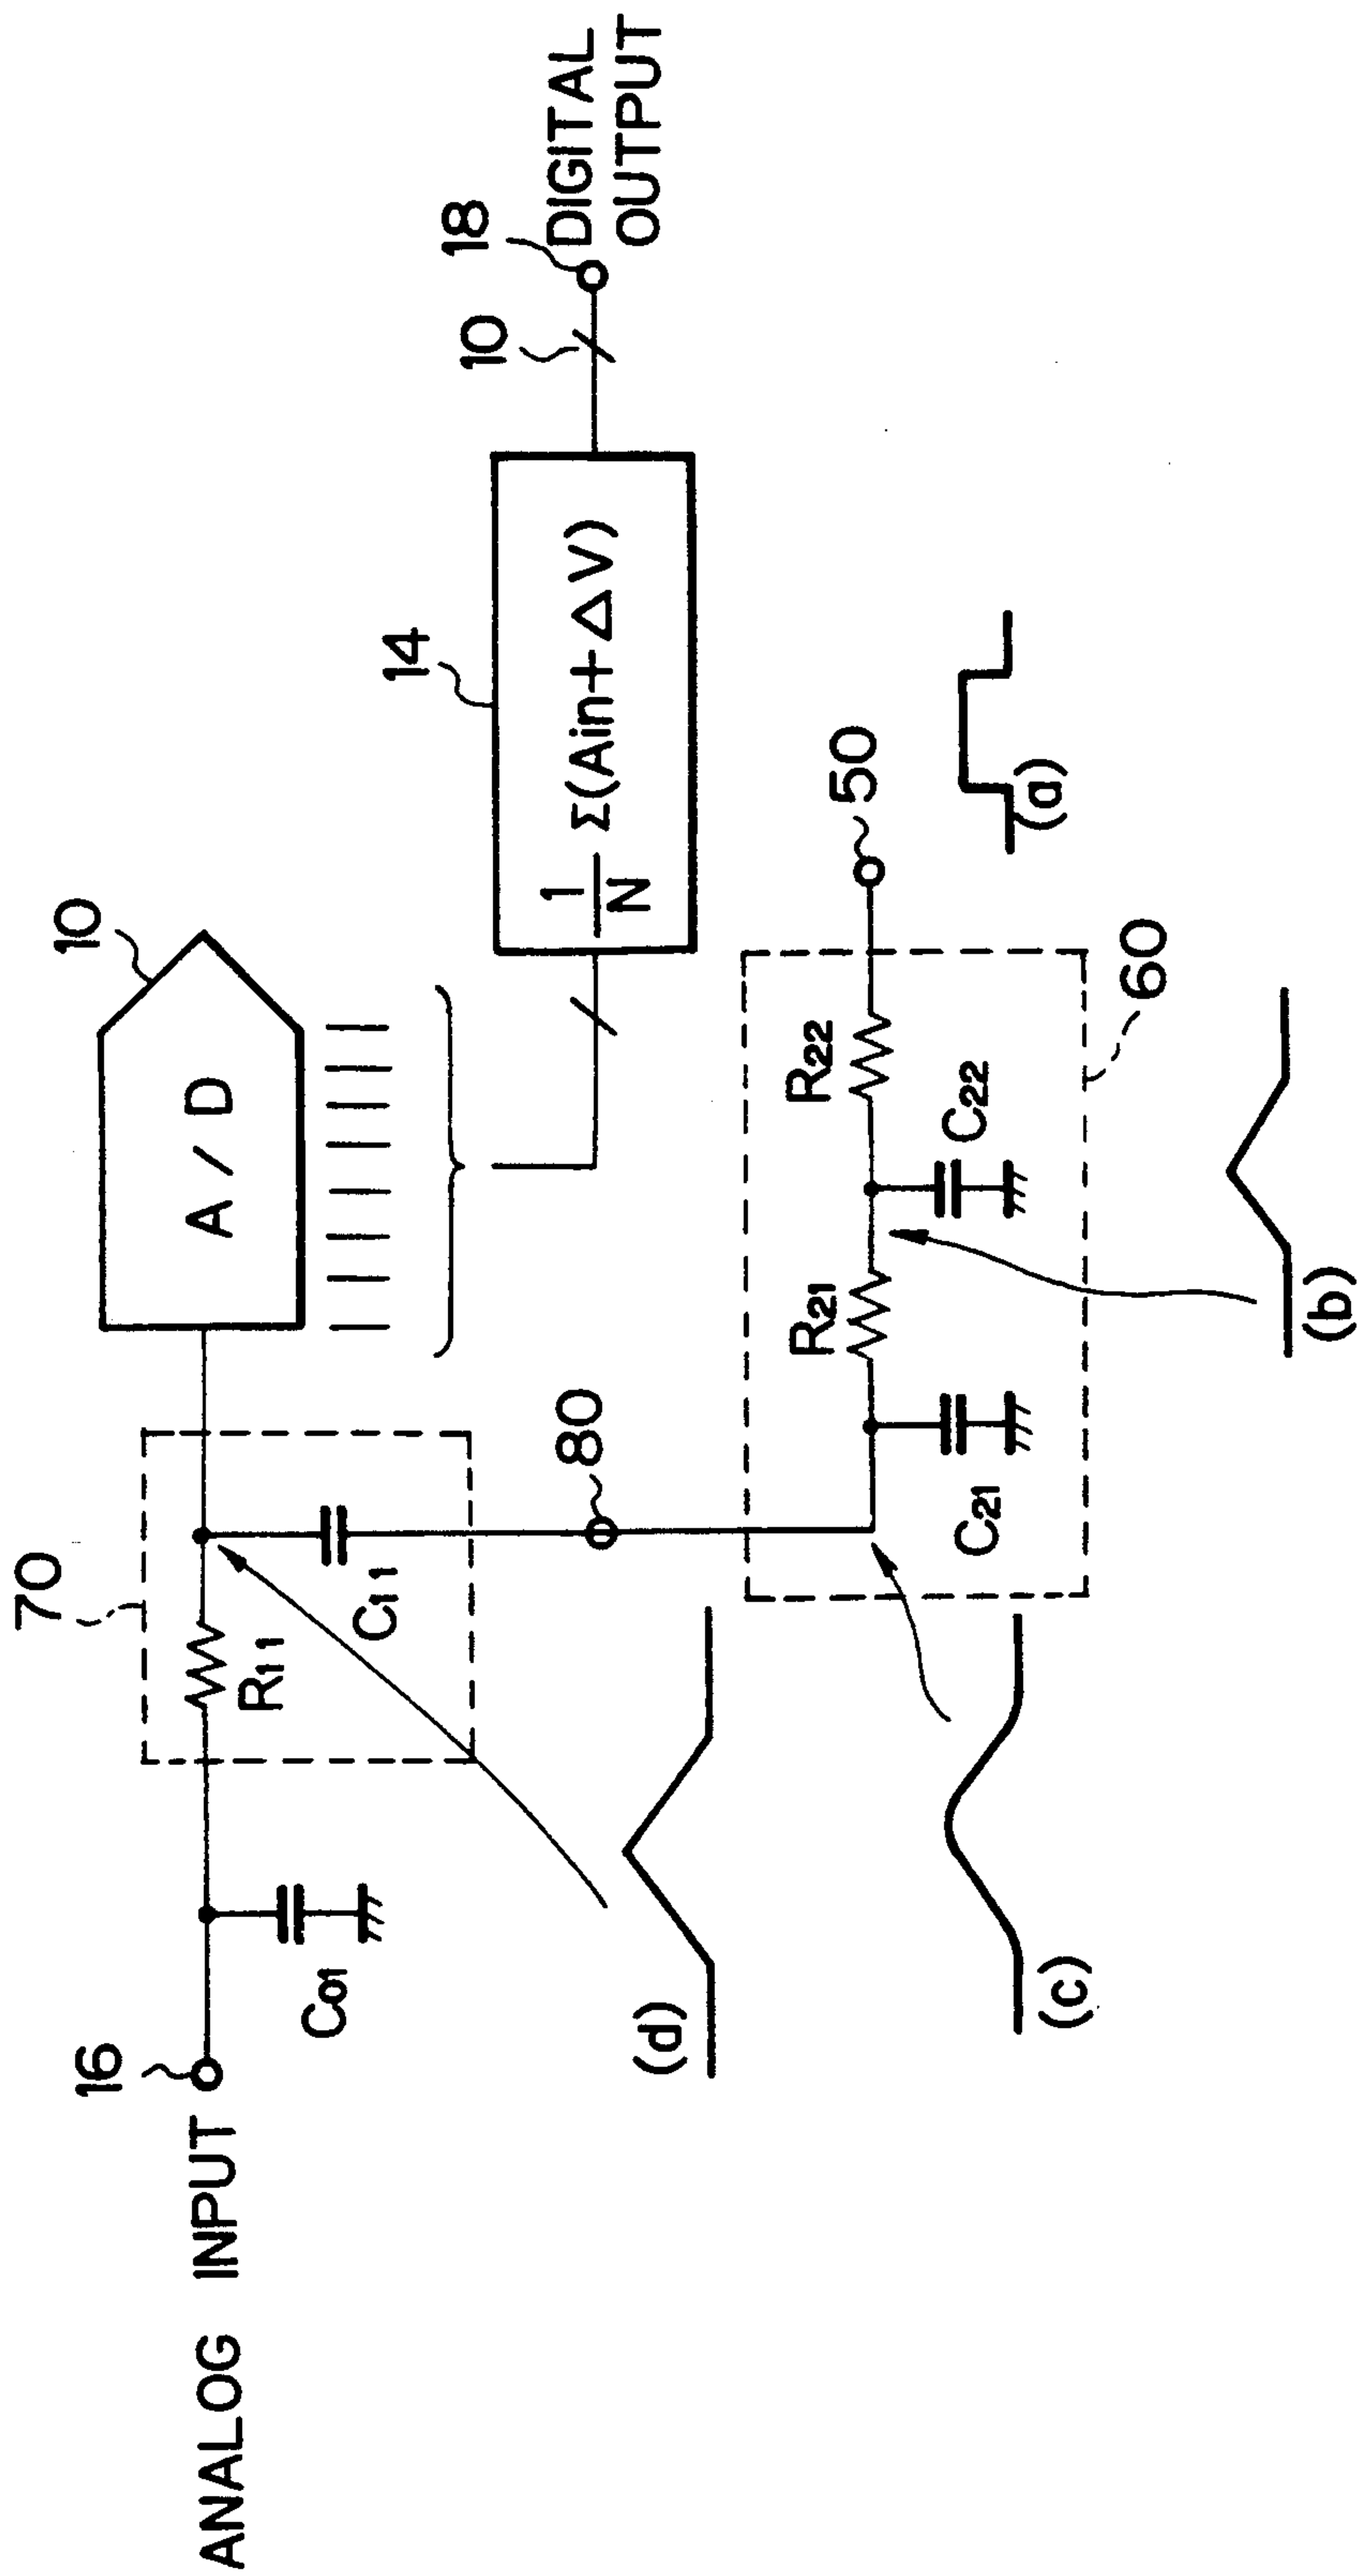 ANALOG INPUT
16
C01
70
R11
C11
A / D
10
80
14
1/N Σ(Ain+ΔV)
10
18
DIGITAL
OUTPUT
(d)
(c)
C21
R21
C22
R22
60
50
(b)
(a)